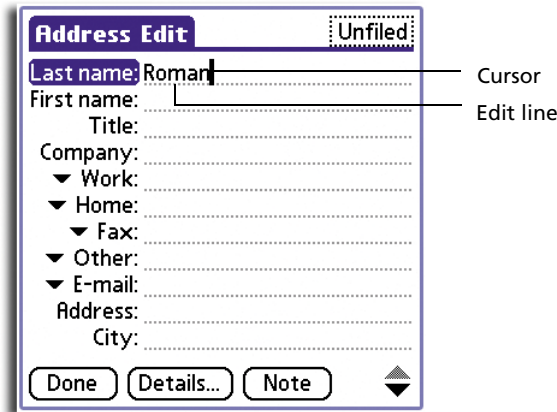 Address Edit Unfiled
Last name: Roman Cursor
First name: Edit line
Title:
Company:
Work:
Home:
Fax:
Other:
E-mail:
Address:
City:
Done Details... Note